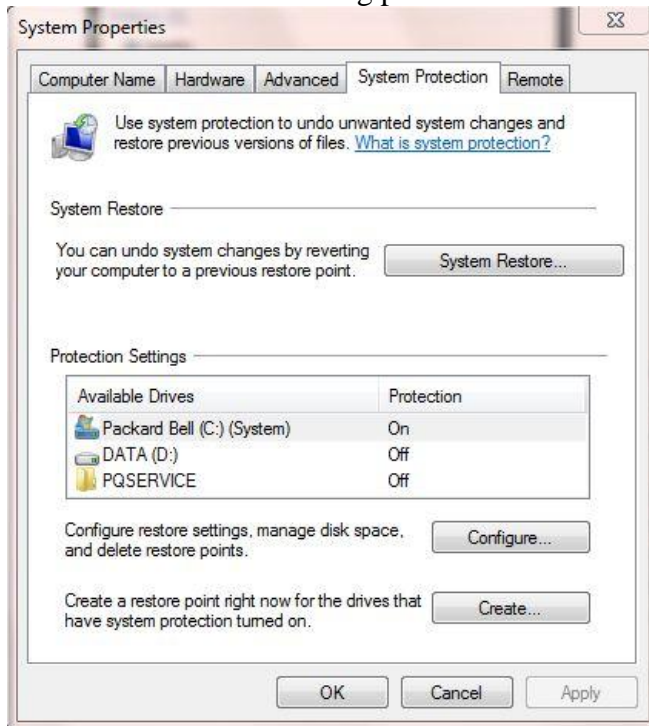 System Properties
Computer Name Hardware Advanced System Protection Remote
Use system protection to undo unwanted system changes and
restore previous versions of files. What is system protection?
System Restore
You can undo system changes by reverting
your computer to a previous restore point.
System Restore...
Protection Settings
Available Drives Protection
Packard Bell (C:) (System) On
DATA (D:) Off
PQSERVICE Off
Configure restore settings, manage disk space,
and delete restore points.
Configure...
Create a restore point right now for the drives that
have system protection turned on.
Create...
OK Cancel Apply